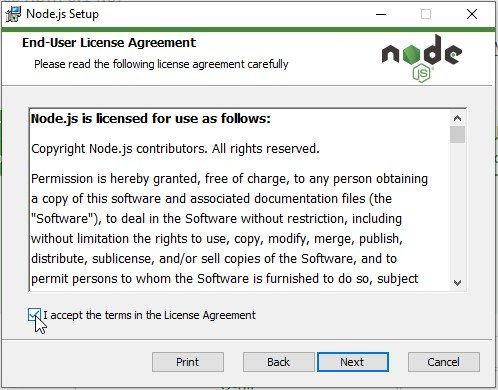 Node.js Setup
End-User License Agreement
Please read the following license agreement carefully
node
JS
Node.js is licensed for use as follows:
Copyright Node.js contributors. All rights reserved.
Permission is hereby granted, free of charge, to any person obtaining
a copy of this software and associated documentation files (the
"Software"), to deal in the Software without restriction, including
without limitation the rights to use, copy, modify, merge, publish,
distribute, sublicense, and/or sell copies of the Software, and to
permit persons to whom the Software is furnished to do so, subject
I accept the terms in the License Agreement
Print
Back
Next
Cancel